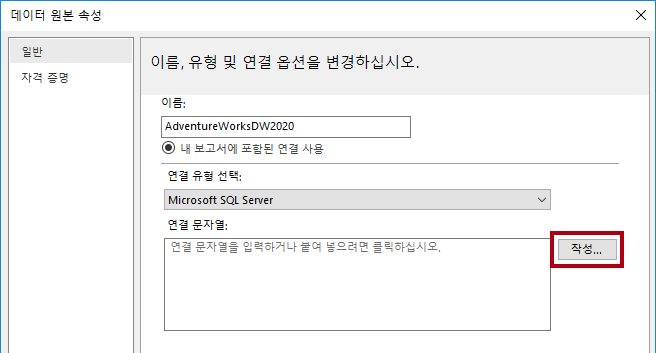 데이터 원본 속성
일반
자격 증명
이름, 유형 및 연결 옵션을 변경하십시오.
이름:
AdventureWorksDW2020
내 보고서에 포함된 연결 사용
연결 유형 선택:
Microsoft SQL Server
연결 문자열:
연결 문자열을 입력하거나 붙여 넣으려면 클릭하십시오.
작성...